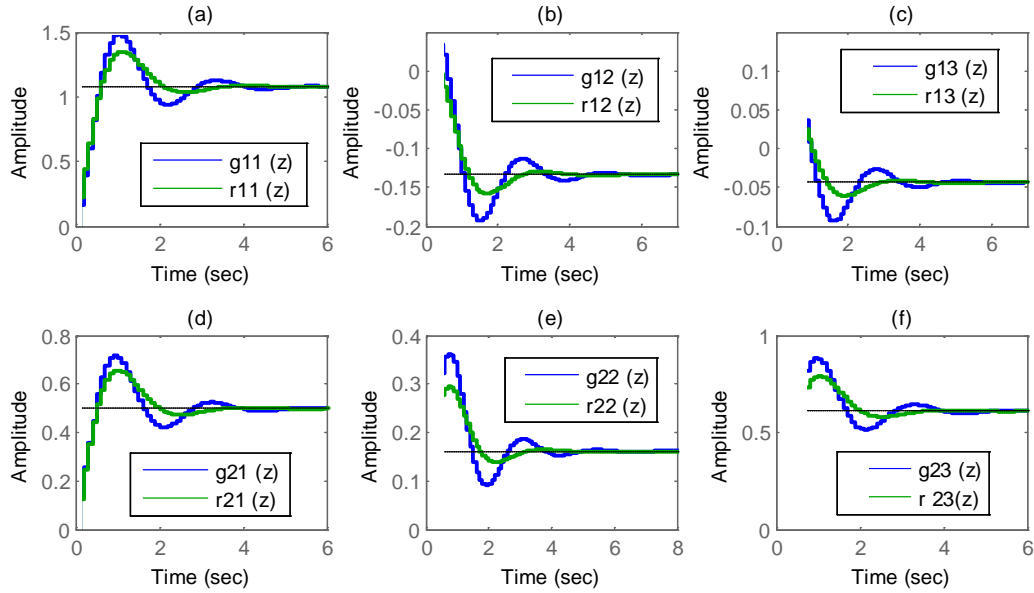 (a)
Amplitude
1.5
1
0.5
0
g11 (z)
r11 (z)
0 2 4 6
Time (sec)
(b)
Amplitude
0
-0.05
-0.1
-0.15
-0.2
g12 (z)
r12 (z)
0 2 4 6
Time (sec)
(c)
Amplitude
0.1
0.05
0
-0.05
-0.1
g13 (z)
r13 (z)
0 2 4 6
Time (sec)
(d)
Amplitude
0.8
0.6
0.4
0.2
0
g21 (z)
r21 (z)
0 2 4 6
Time (sec)
(e)
Amplitude
0.4
0.3
0.2
0.1
0
g22 (z)
r22 (z)
0 2 4 6 8
Time (sec)
(f)
Amplitude
1
0.5
0
g23 (z)
r 23(z)
0 2 4 6
Time (sec)